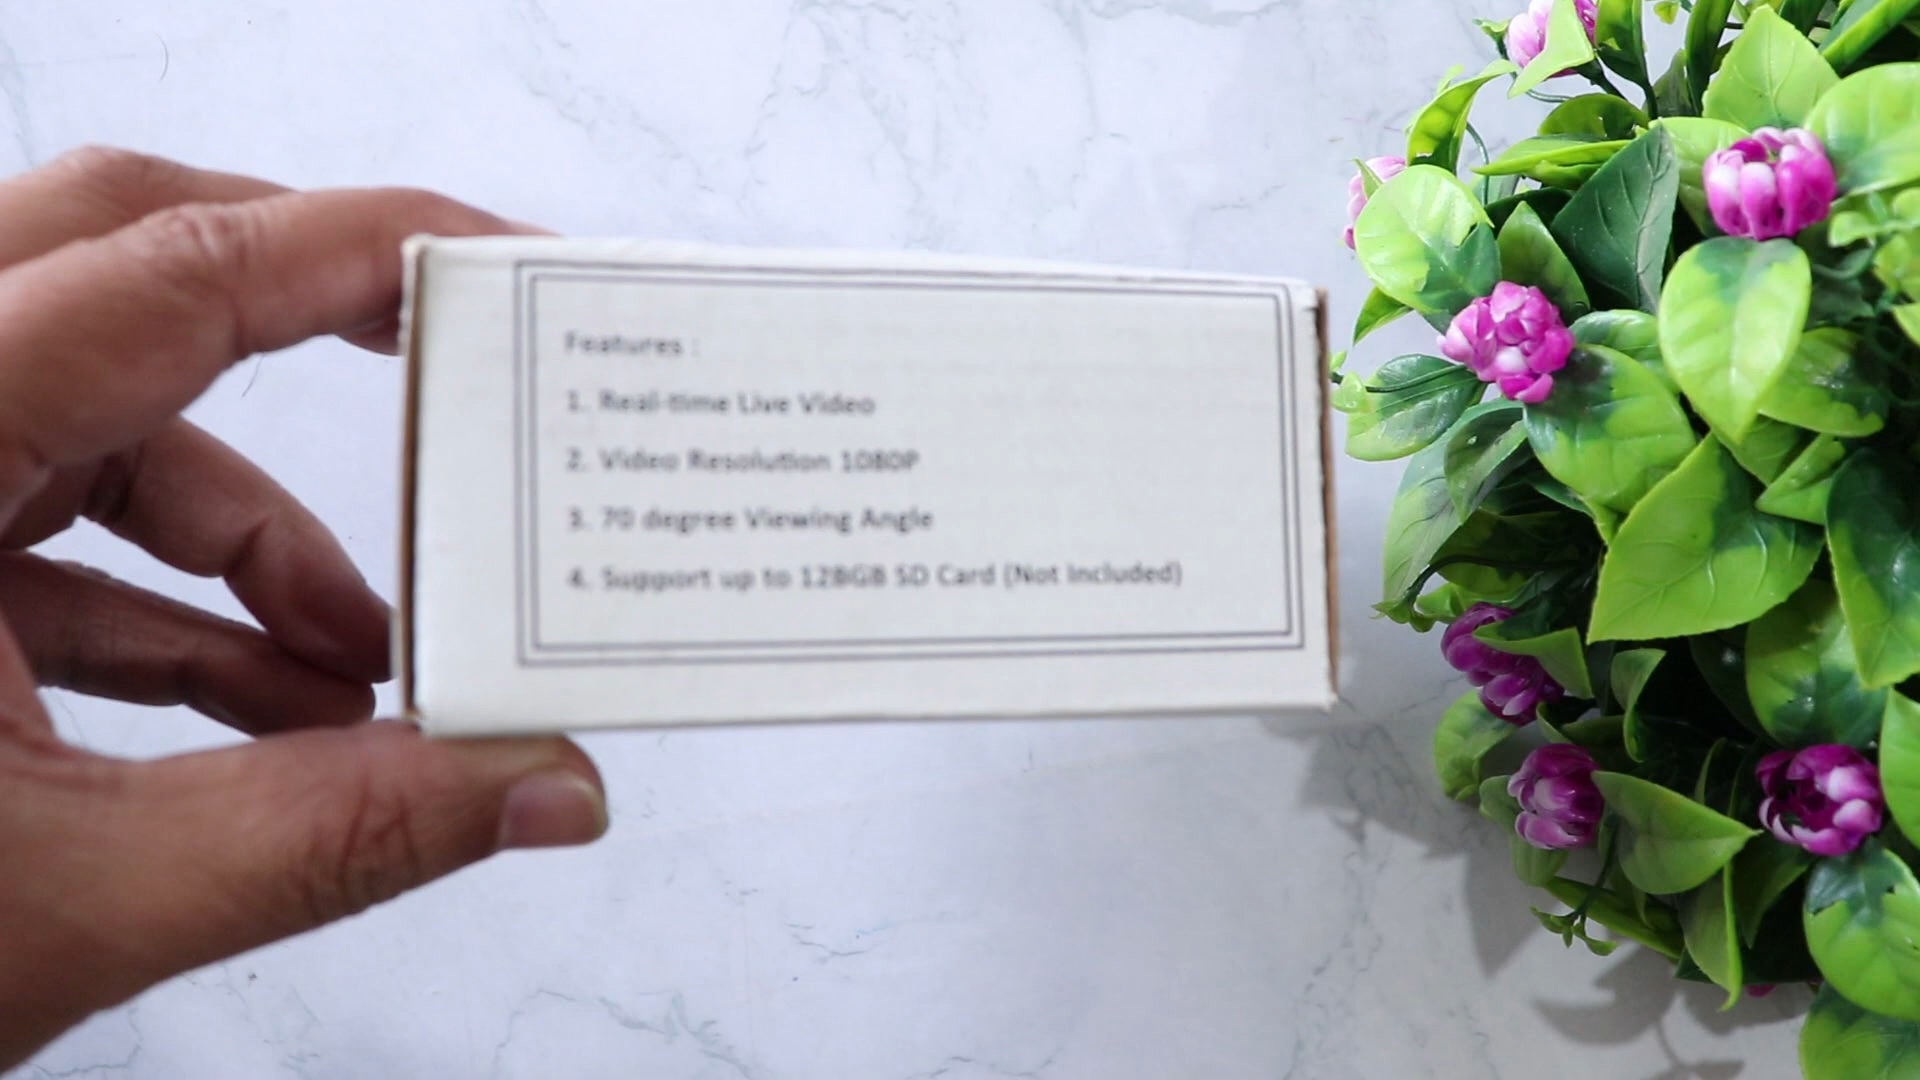 Features :
1. Real-time Live Video
2. Video Resolution 1080P
3. 70 degree Viewing Angle
4. Support up to 128GB SD Card (Not Included)